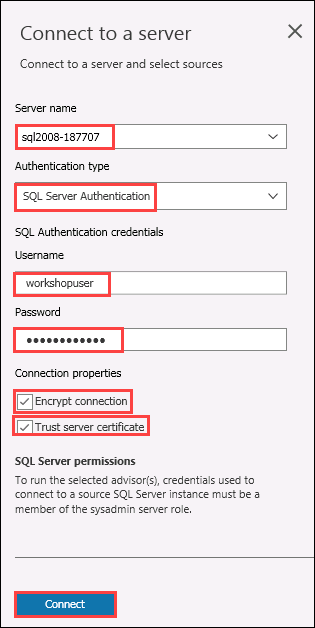 Connect to a server
Connect to a server and select sources
Server name
sql2008-187707
Authentication type
SQL Server Authentication
SQL Authentication credentials
Username
workshopuser
Password
●●●●●●●●●●●●
Connection properties
Encrypt connection
Trust server certificate
SQL Server permissions
To run the selected advisor(s), credentials used to
connect to a source SQL Server instance must be a
member of the sysadmin server role.
Connect